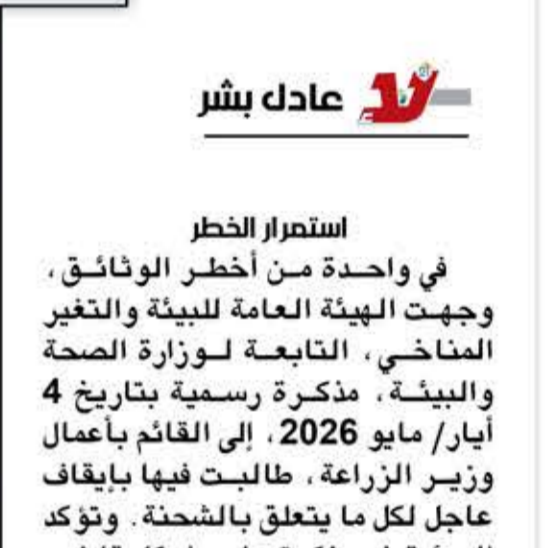 عادل بشر
استمرار الخطر
في واحدة من أخطر الوثائق،
وجهت الهيئة العامة للبيئة والتغير
المناخي، التابعة لوزارة الصحة
والبيئة، مذكرة رسمية بتاريخ 4
أيار/ مايو 2026، إلى القائم بأعمال
وزير الزراعة، طالبت فيها بإيقاف
عاجل لكل ما يتعلق بالشحنة. وتؤكد